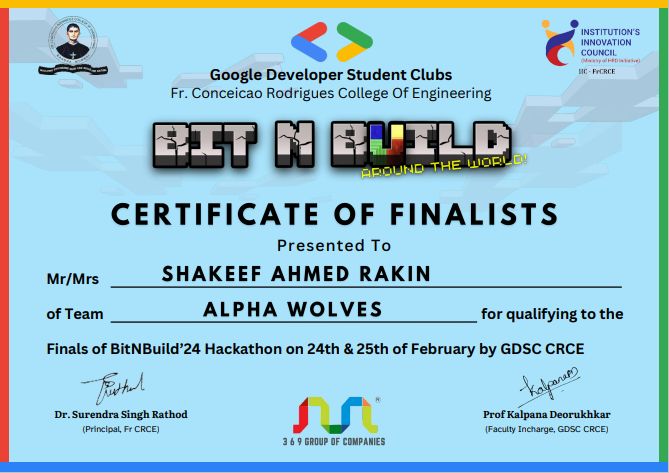 Google Developer Student Clubs
Fr. Conceicao Rodrigues College Of Engineering
INSTITUTION'S
INNOVATION
COUNCIL
(Ministry of HRD Initiative)
IIC - FrCRCE
BIT N BUILD
AROUND THE WORLD!
CERTIFICATE OF FINALISTS
Presented To
Mr/Mrs SHAKEEF AHMED RAKIN
of Team ALPHA WOLVES for qualifying to the
Finals of BitNBuild’24 Hackathon on 24th & 25th of February by GDSC CRCE
Dr. Surendra Singh Rathod
(Principal, Fr CRCE)
®
3 6 9 GROUP OF COMPANIES
Kalpana
Prof Kalpana Deorukhkar
(Faculty Incharge, GDSC CRCE)